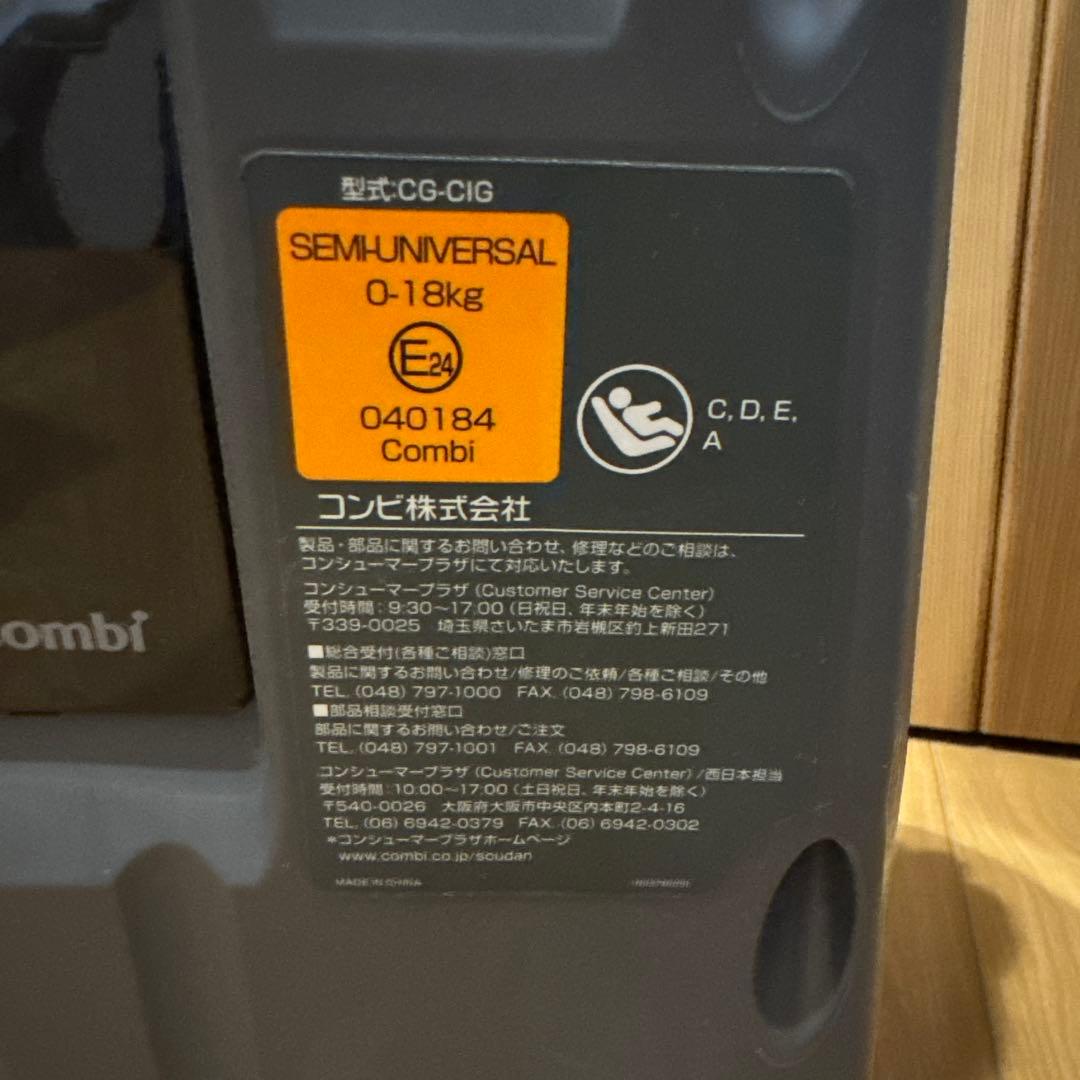 型式:CG-CIG
SEMI-UNIVERSAL
0-18kg
E24
040184
Combi
C, D, E,
A
コンビ株式会社
製品・部品に関するお問い合わせ、修理などのご相談は、
コンシューマープラザにて対応いたします。
コンシューマープラザ (Customer Service Center)
受付時間：9:30～17:00 (日祝日、年末年始を除く)
〒339-0025 埼玉県さいたま市岩槻区釣上新田271
■総合受付(各種ご相談)窓口
製品に関するお問い合わせ/修理のご依頼/各種ご相談/その他
TEL. (048) 797-1000 FAX. (048) 798-6109
■部品相談受付窓口
部品に関するお問い合わせ/ご注文
TEL. (048) 797-1001 FAX. (048) 798-6109
コンシューマープラザ (Customer Service Center) /西日本担当
受付時間：10:00～17:00 (土日祝日、年末年始を除く)
〒540-0026 大阪府大阪市中央区内本町2-4-16
TEL. (06) 6942-0379 FAX. (06) 6942-0302
*コンシューマープラザホームページ
www.combi.co.jp/soudan
MADE IN CHINA
ombi